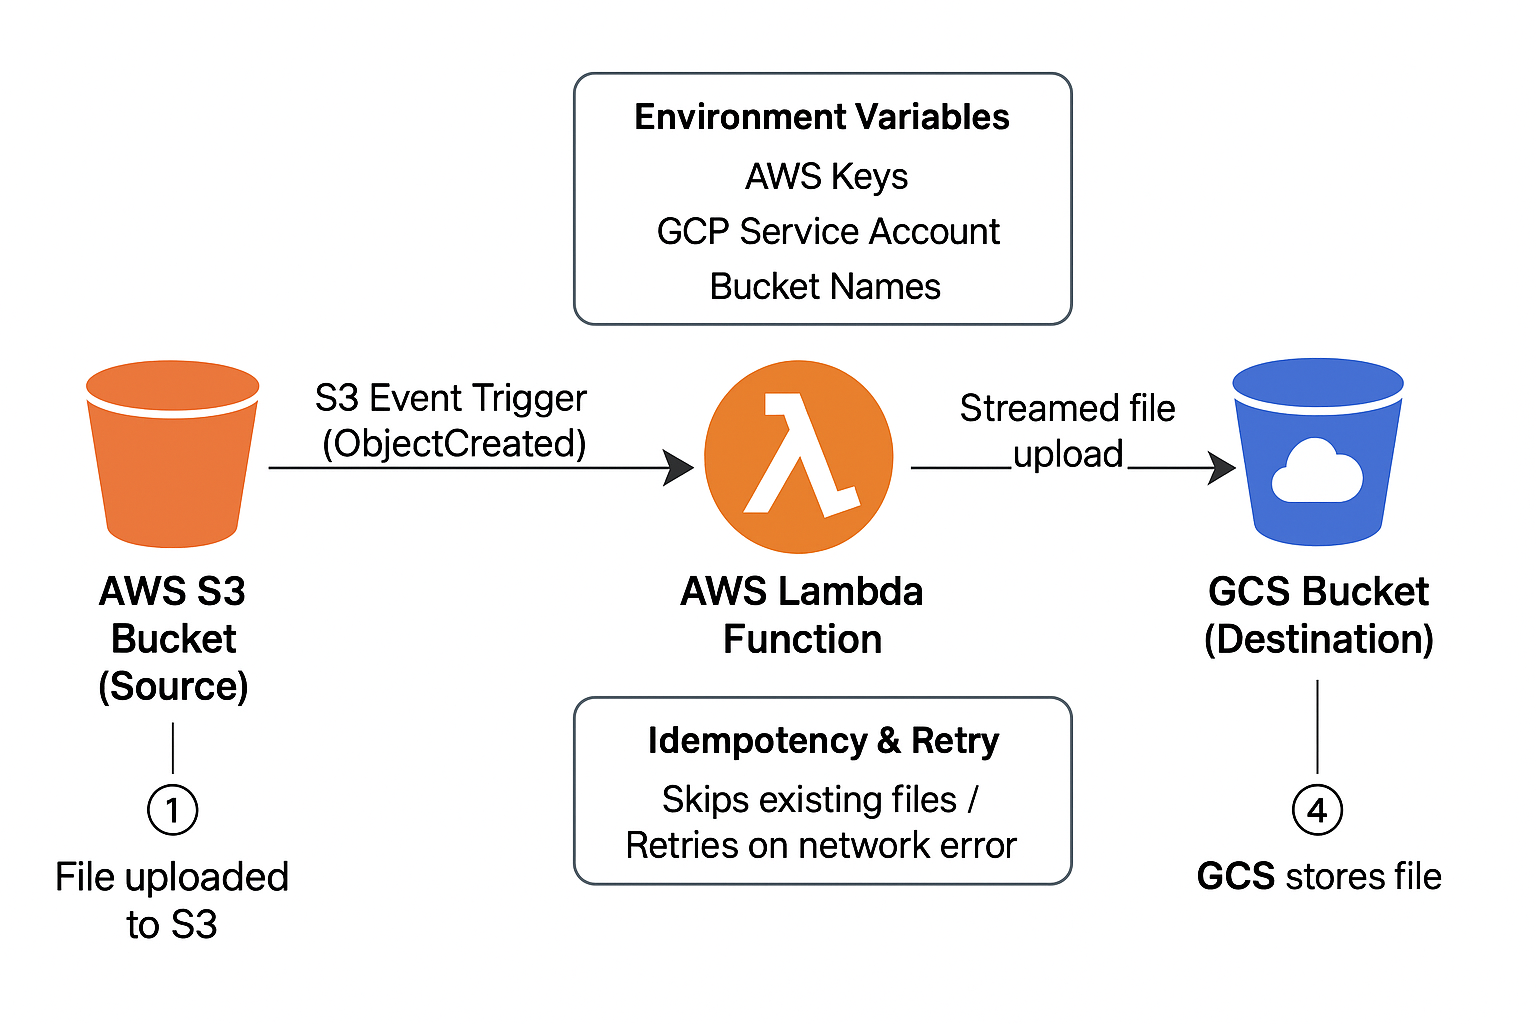 Environment Variables
AWS Keys
GCP Service Account
Bucket Names
S3 Event Trigger
(ObjectCreated)
Streamed file
upload
AWS S3
Bucket
(Source)
AWS Lambda
Function
GCS Bucket
(Destination)
Idempotency & Retry
Skips existing files /
Retries on network error
1
File uploaded
to S3
4
GCS stores file